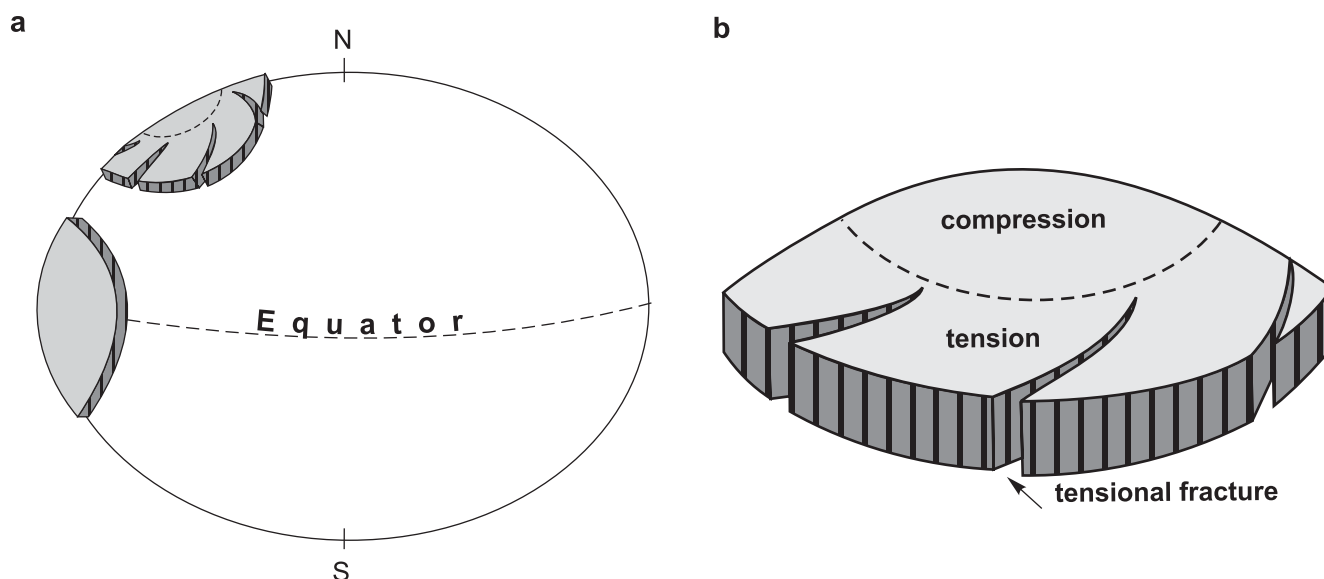 a
N
Equator
S
b
compression
tension
tensional fracture